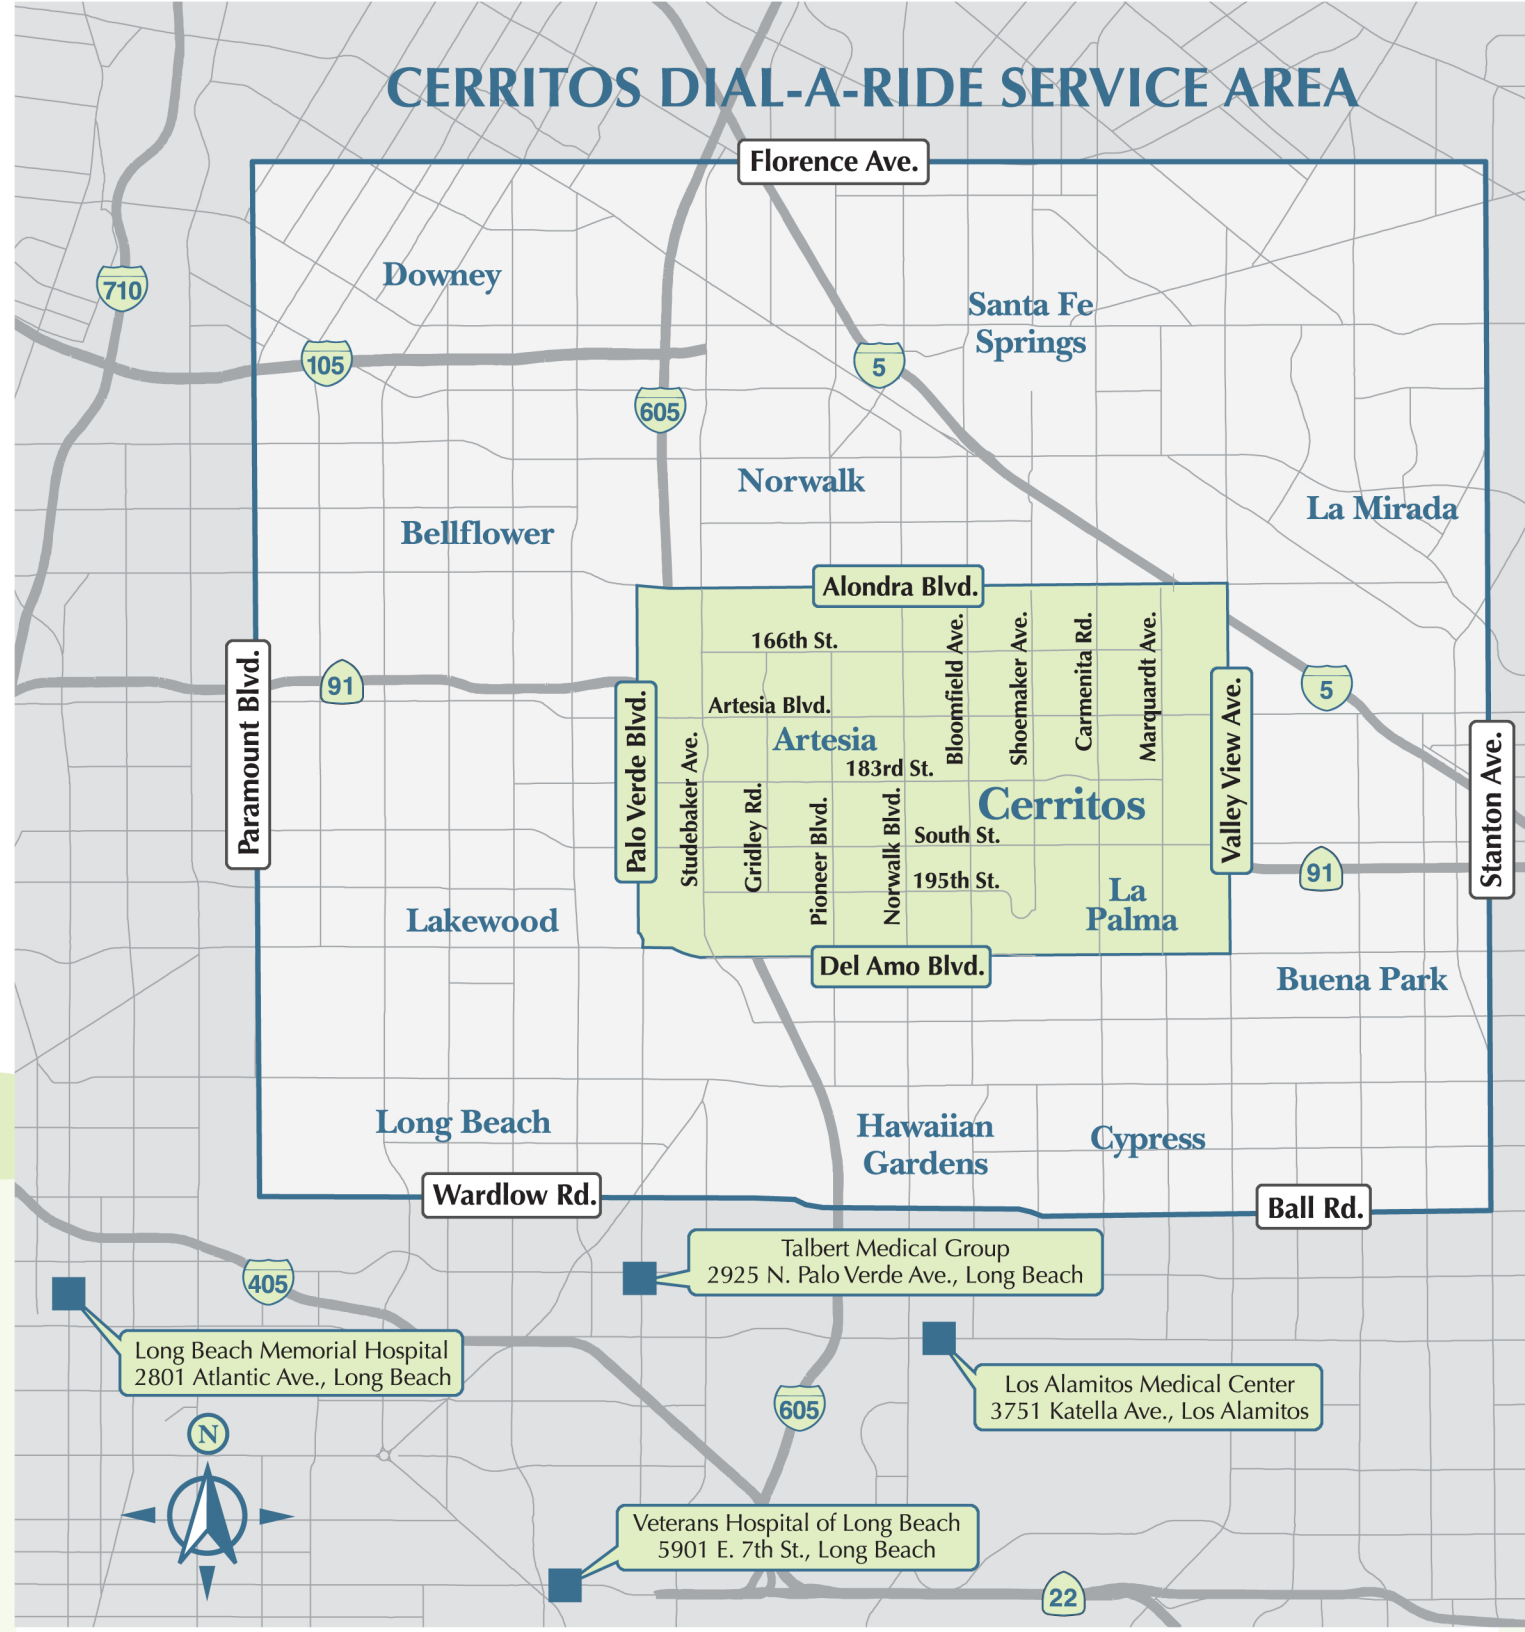 CERRITOS DIAL-A-RIDE SERVICE AREA
Florence Ave.
Downey
710
Santa Fe
Springs
105
5
605
Norwalk
La Mirada
Bellflower
Alondra Blvd.
166th St.
Bloomfield Ave.
Shoemaker Ave.
Carmenita Rd.
Marquardt Ave.
91
5
Paramount Blvd.
Palo Verde Blvd.
Artesia Blvd.
Artesia
Studebaker Ave.
183rd St.
Valley View Ave.
Stanton Ave.
Gridley Rd.
Pioneer Blvd.
Norwalk Blvd.
Cerritos
South St.
91
195th St.
La
Palma
Lakewood
Del Amo Blvd.
Buena Park
Long Beach
Hawaiian
Gardens
Cypress
Wardlow Rd.
Ball Rd.
Talbert Medical Group
2925 N. Palo Verde Ave., Long Beach
405
Long Beach Memorial Hospital
2801 Atlantic Ave., Long Beach
Los Alamitos Medical Center
3751 Katella Ave., Los Alamitos
605
N
Veterans Hospital of Long Beach
5901 E. 7th St., Long Beach
22